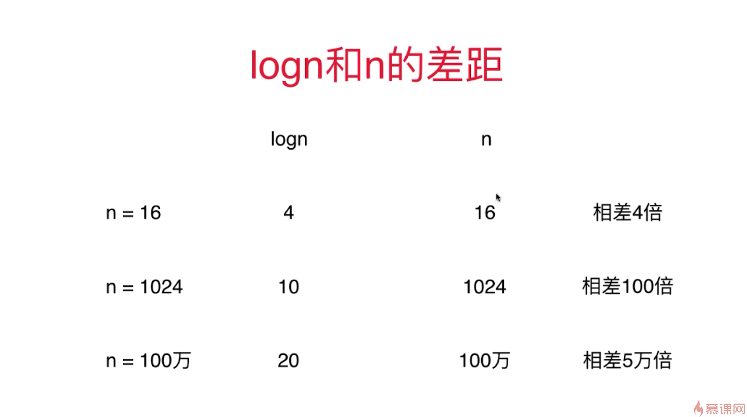 logn和n的差距
logn n
n = 16 4 16 相差4倍
n = 1024 10 1024 相差100倍
n = 100万 20 100万 相差5万倍
慕课网